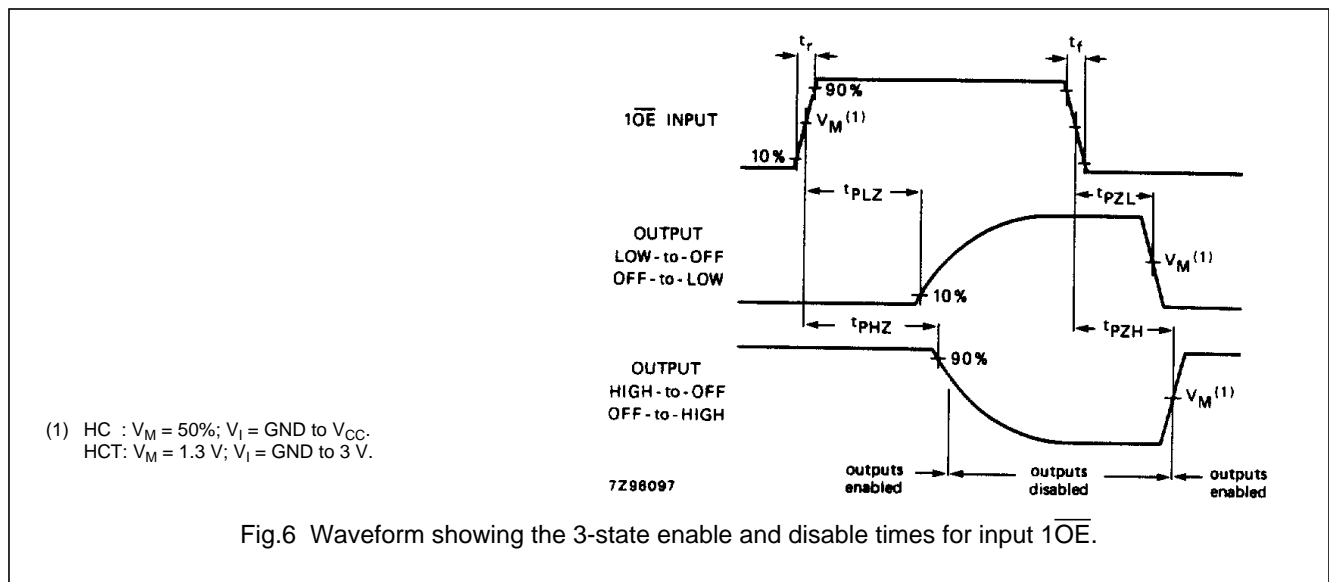 t_r
t_f
90%
1O̅E̅ INPUT
V_M (1)
10%
t_PLZ
t_PZL
OUTPUT
LOW-to-OFF
OFF-to-LOW
V_M (1)
10%
t_PHZ
t_PZH
90%
OUTPUT
HIGH-to-OFF
OFF-to-HIGH
V_M (1)
(1) HC : V_M = 50%; V_I = GND to V_CC.
HCT: V_M = 1.3 V; V_I = GND to 3 V.
outputs enabled
outputs disabled
outputs enabled
7Z98097
Fig.6 Waveform showing the 3-state enable and disable times for input 1O̅E̅.